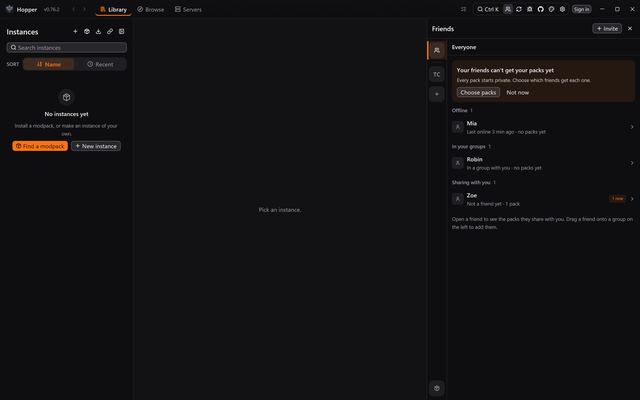 Hopper v0.76.2 Library Browse Servers Ctrl K Sign in
Instances
Search instances
SORT Name Recent
No instances yet
Install a modpack, or make an instance of your
own.
Find a modpack New instance
Pick an instance.
Friends Invite
TC
Everyone
Your friends can't get your packs yet
Every pack starts private. Choose which friends get each one.
Choose packs Not now
Offline 1
Mia
Last online 3 min ago · no packs yet
In your groups 1
Robin
In a group with you · no packs yet
Sharing with you 1
Zoe
Not a friend yet · 1 pack
1 new
Open a friend to see the packs they share with you. Drag a friend onto a group on
the left to add them.